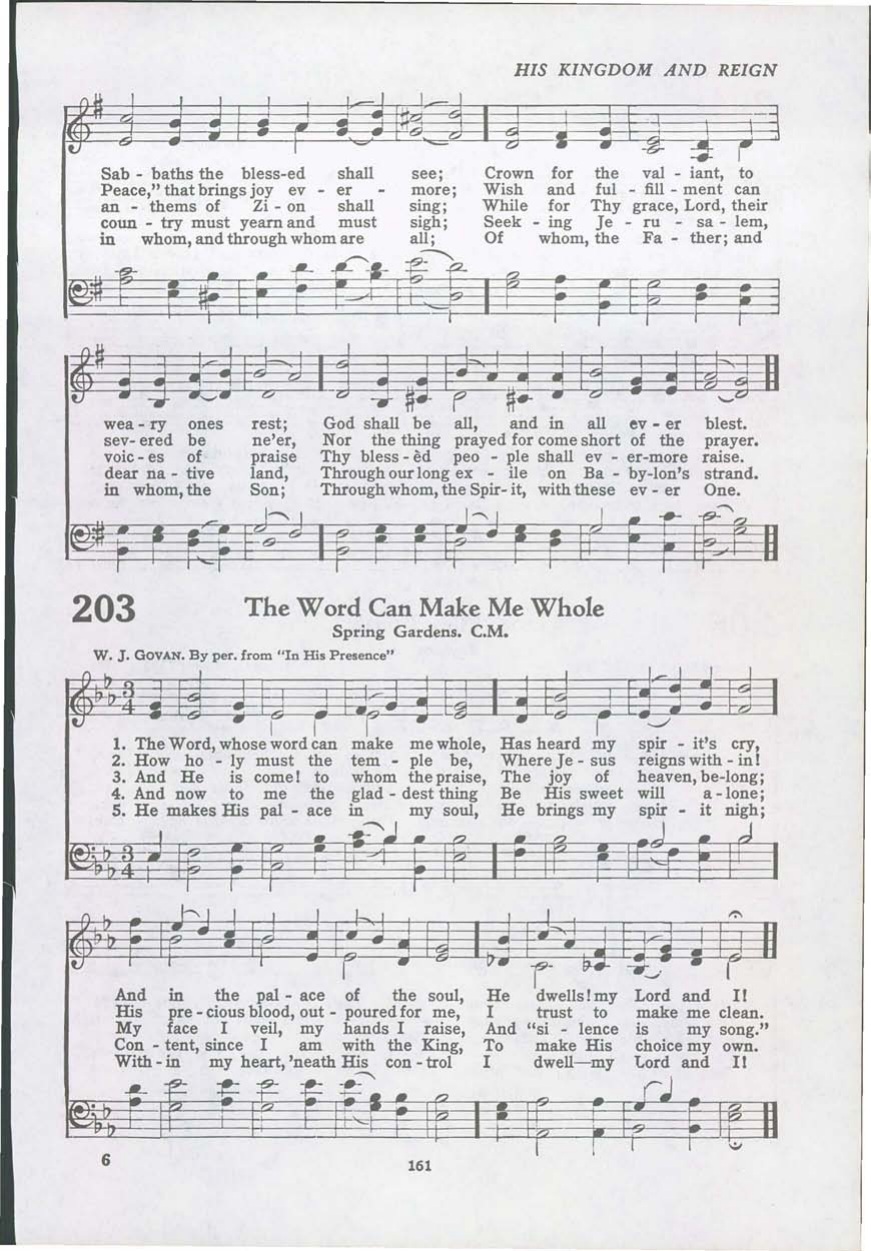 HIS KINGDOM AND REIGN
Sab - baths the bless-ed shall see; Crown for the val - iant, to
Peace,” that brings joy ev - er - more; Wish and ful - fill - ment can
an - thems of Zi - on shall sing; While for Thy grace, Lord, their
coun - try must yearn and must sigh; Seek - ing Je - ru - sa - lem,
in whom, and through whom are all; Of whom, the Fa - ther; and
wea - ry ones rest; God shall be all, and in all ev - er blest.
sev- ered be ne'er, Nor the thing prayed for come short of the prayer.
voic - es of praise Thy bless - èd peo - ple shall ev - er-more raise.
dear na - tive land, Through our long ex - ile on Ba - by-lon's strand.
in whom, the Son; Through whom, the Spir- it, with these ev - er One.
203 The Word Can Make Me Whole
Spring Gardens. C.M.
W. J. GOVAN. By per. from “In His Presence”
3
4
1. The Word, whose word can make me whole, Has heard my spir - it's cry,
2. How ho - ly must the tem - ple be, Where Je - sus reigns with - in!
3. And He is come! to whom the praise, The joy of heaven, be-long;
4. And now to me the glad - dest thing Be His sweet will a - lone;
5. He makes His pal - ace in my soul, He brings my spir - it nigh;
3
4
And in the pal - ace of the soul, He dwells! my Lord and I!
His pre - cious blood, out - poured for me, I trust to make me clean.
My face I veil, my hands I raise, And “si - lence is my song.”
Con - tent, since I am with the King, To make His choice my own.
With - in my heart, 'neath His con - trol I dwell—my Lord and I!
6
161